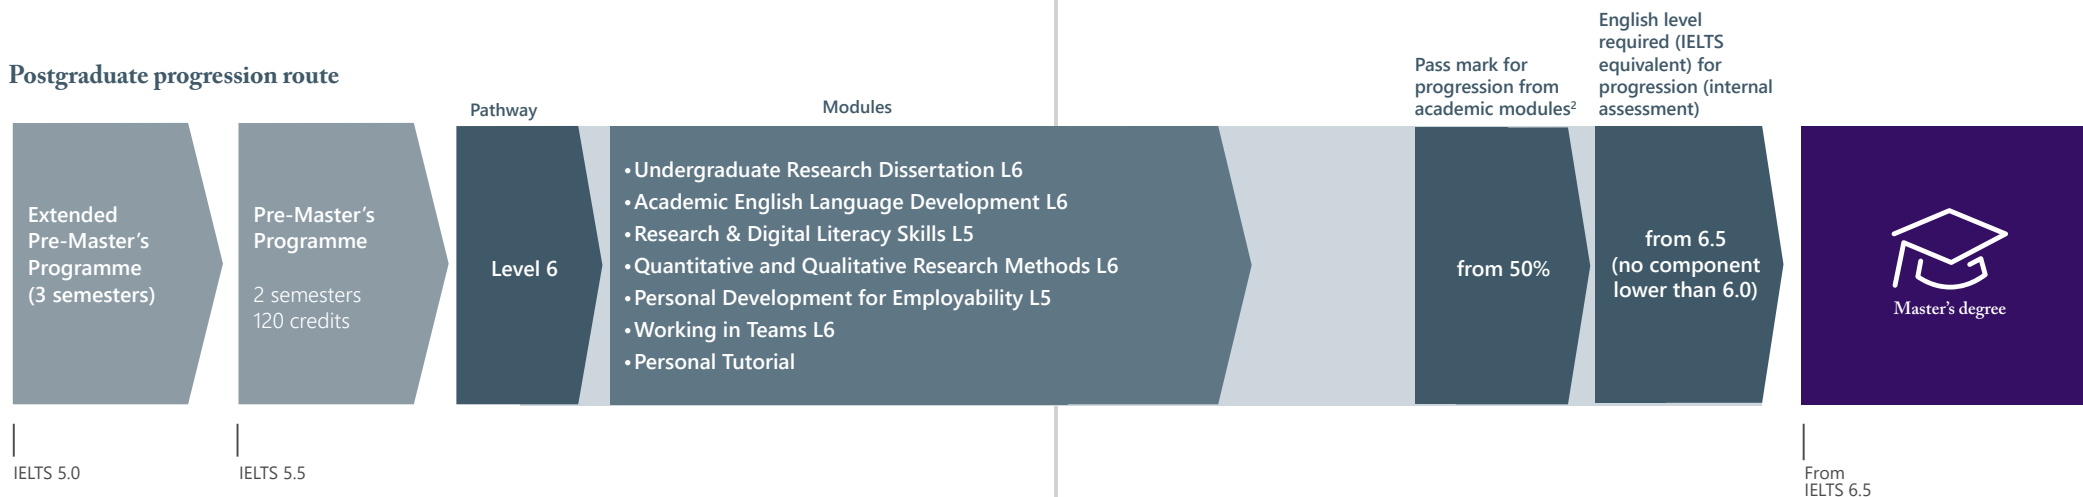 Postgraduate progression route
Extended
Pre-Master’s
Programme
(3 semesters)
IELTS 5.0
Pre-Master’s
Programme
2 semesters
120 credits
IELTS 5.5
Pathway
Level 6
Modules
•Undergraduate Research Dissertation L6
•Academic English Language Development L6
•Research & Digital Literacy Skills L5
•Quantitative and Qualitative Research Methods L6
•Personal Development for Employability L5
•Working in Teams L6
•Personal Tutorial
Pass mark for
progression from
academic modules²
from 50%
English level
required (IELTS
equivalent) for
progression (internal
assessment)
from 6.5
(no component
lower than 6.0)
Master’s degree
From
IELTS 6.5